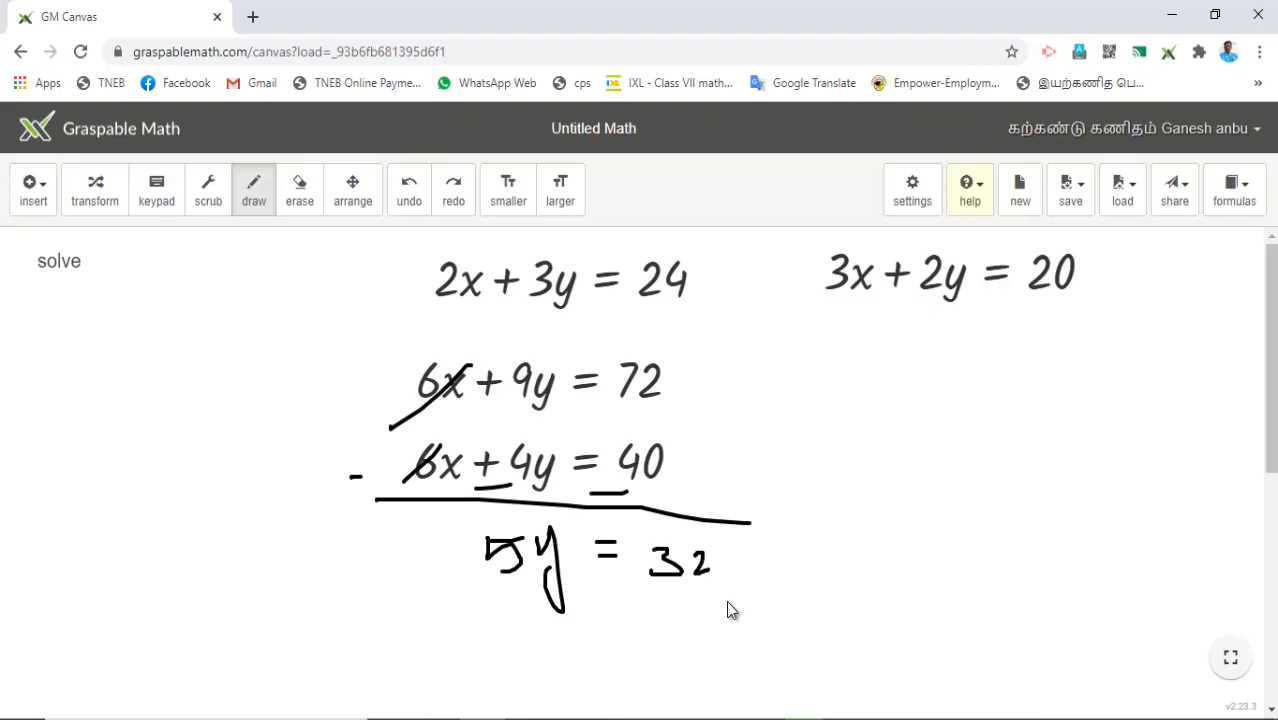 GM Canvas
graspablemath.com/canvas?load=_93b6fb681395d6f1
Apps TNEB Facebook Gmail TNEB Online Payme... WhatsApp Web cps IXL - Class VII math... Google Translate Empower-Employm... இயற்கணித பெ... »
Graspable Math Untitled Math கற்கண்டு கணிதம் Ganesh anbu
insert transform keypad scrub draw erase arrange undo redo smaller larger settings help new save load share formulas
solve 2x + 3y = 24 3x + 2y = 20
6x + 9y = 72
- 6x + 4y = 40
5y = 32
v2.23.3